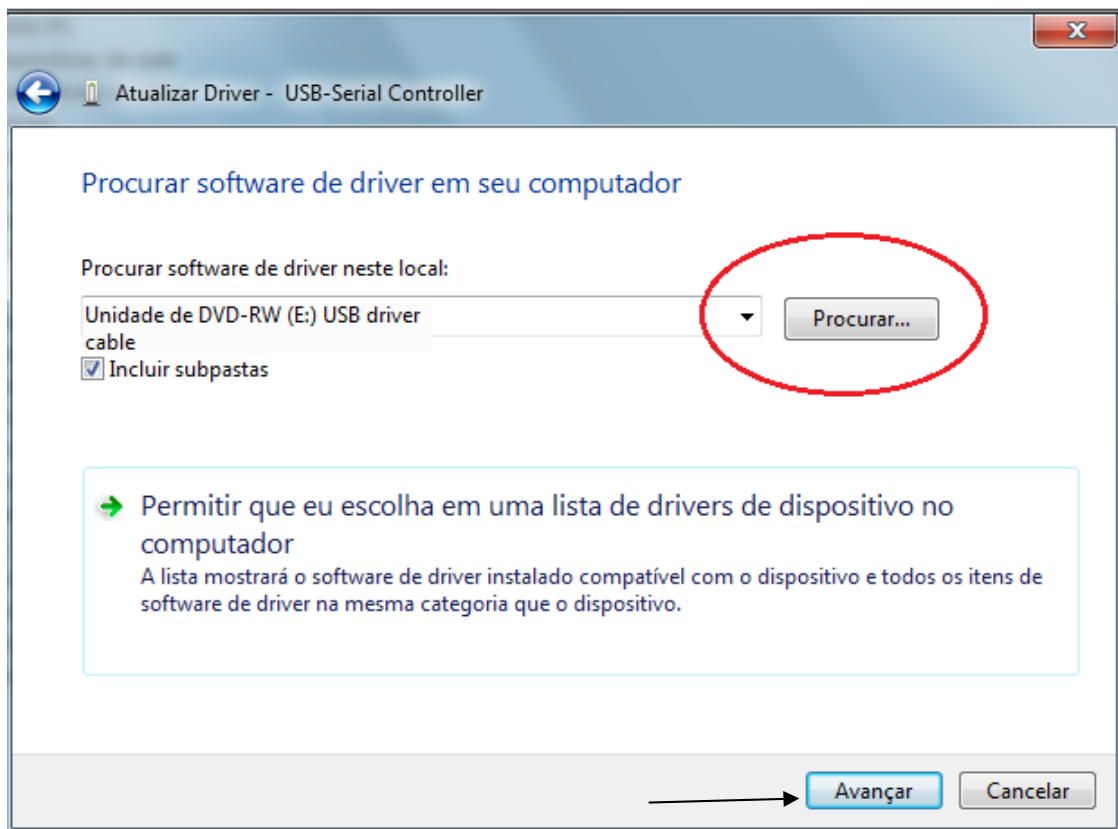 Atualizar Driver - USB-Serial Controller
Procurar software de driver em seu computador
Procurar software de driver neste local:
Unidade de DVD-RW (E:) USB driver
cable
Procurar...
Incluir subpastas
Permitir que eu escolha em uma lista de drivers de dispositivo no
computador
A lista mostrará o software de driver instalado compatível com o dispositivo e todos os itens de
software de driver na mesma categoria que o dispositivo.
Avançar
Cancelar